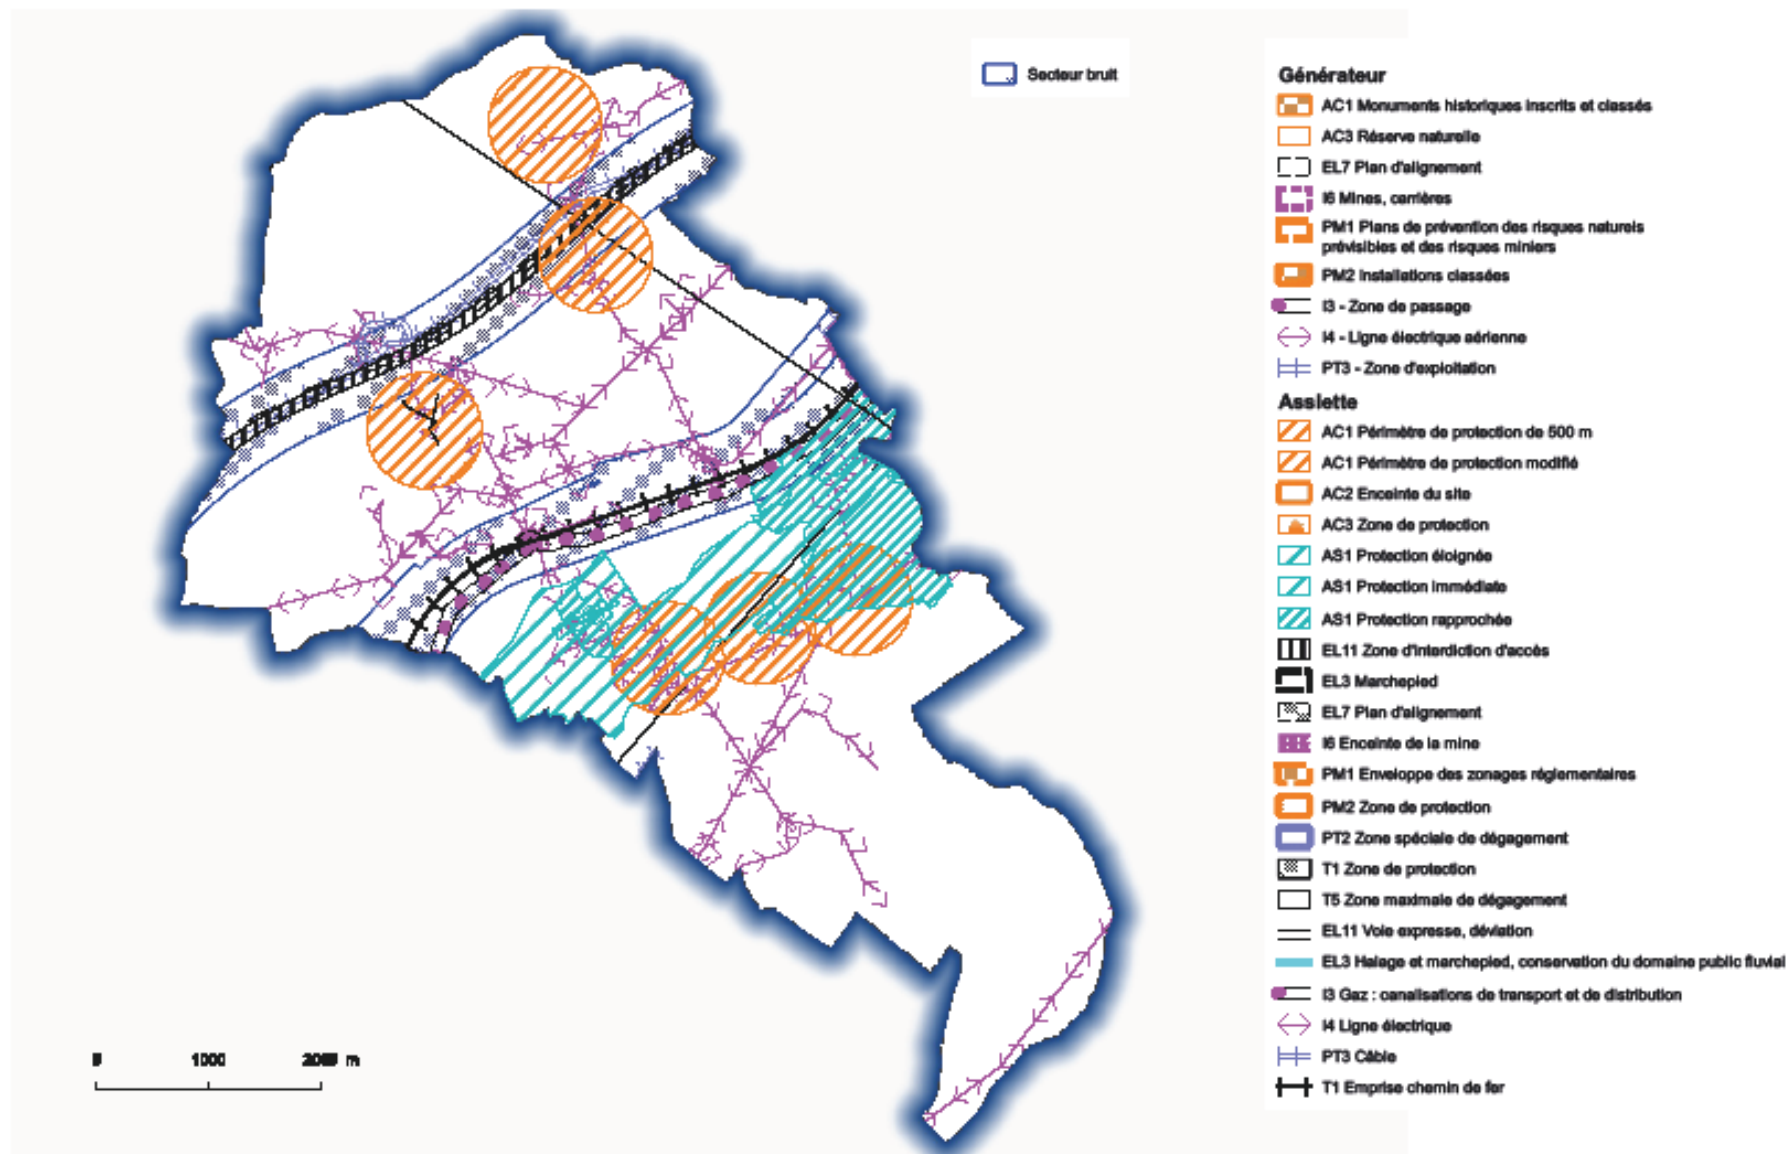 Secteur bruit
Générateur
AC1 Monuments historiques inscrits et classés
AC3 Réserve naturelle
EL7 Plan d'alignement
I6 Mines, carrières
PM1 Plans de prévention des risques naturels
prévisibles et des risques miniers
PM2 Installations classées
I3 - Zone de passage
I4 - Ligne électrique aérienne
PT3 - Zone d'exploitation
Assiette
AC1 Périmètre de protection de 500 m
AC1 Périmètre de protection modifié
AC2 Enceinte du site
AC3 Zone de protection
AS1 Protection éloignée
AS1 Protection immédiate
AS1 Protection rapprochée
EL11 Zone d'interdiction d'accès
EL3 Marchepied
EL7 Plan d'alignement
I6 Enceinte de la mine
PM1 Enveloppe des zonages réglementaires
PM2 Zone de protection
PT2 Zone spéciale de dégagement
T1 Zone de protection
T5 Zone maximale de dégagement
EL11 Voie expresse, déviation
EL3 Halage et marchepied, conservation du domaine public fluvial
I3 Gaz : canalisations de transport et de distribution
I4 Ligne électrique
PT3 Câble
T1 Emprise chemin de fer
0 1000 2000 m